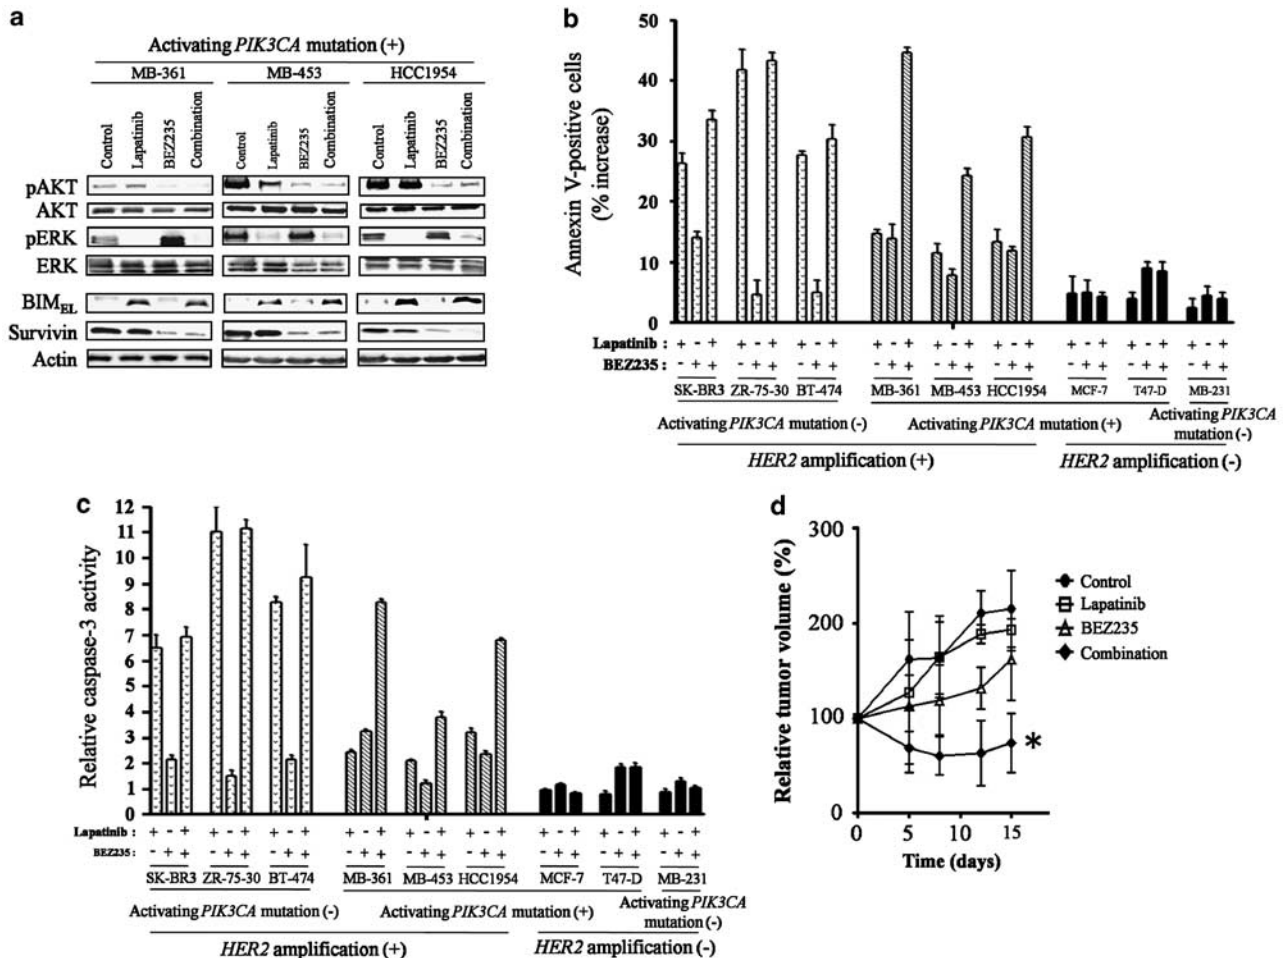 a
Activating PIK3CA mutation (+)
MB-361 MB-453 HCC1954
Control Lapatinib BEZ235 Combination Control Lapatinib BEZ235 Combination Control Lapatinib BEZ235 Combination
pAKT
AKT
pERK
ERK
BIMEL
Survivin
Actin
b
Annexin V-positive cells
(% increase)
50
40
30
20
10
0
Lapatinib : + - + + - + + - + + - + + - + + - + + - + + - + + - +
BEZ235 : - + + - + + - + + - + + - + + - + + - + + - + + - + +
SK-BR3 ZR-75-30 BT-474 MB-361 MB-453 HCC1954 MCF-7 T47-D MB-231
Activating PIK3CA mutation (-) Activating PIK3CA mutation (+) Activating PIK3CA
mutation (-)
HER2 amplification (+) HER2 amplification (-)
c
Relative caspase-3 activity
12
11
10
9
8
7
6
5
4
3
2
1
0
Lapatinib : + - + + - + + - + + - + + - + + - + + - + + - + + - +
BEZ235 : - + + - + + - + + - + + - + + - + + - + + - + + - + +
SK-BR3 ZR-75-30 BT-474 MB-361 MB-453 HCC1954 MCF-7 T47-D MB-231
Activating PIK3CA mutation (-) Activating PIK3CA mutation (+) Activating PIK3CA
mutation (-)
HER2 amplification (+) HER2 amplification (-)
d
Relative tumor volume (%)
300
200
100
0
0 5 10 15
Time (days)
Control
Lapatinib
BEZ235
Combination
*